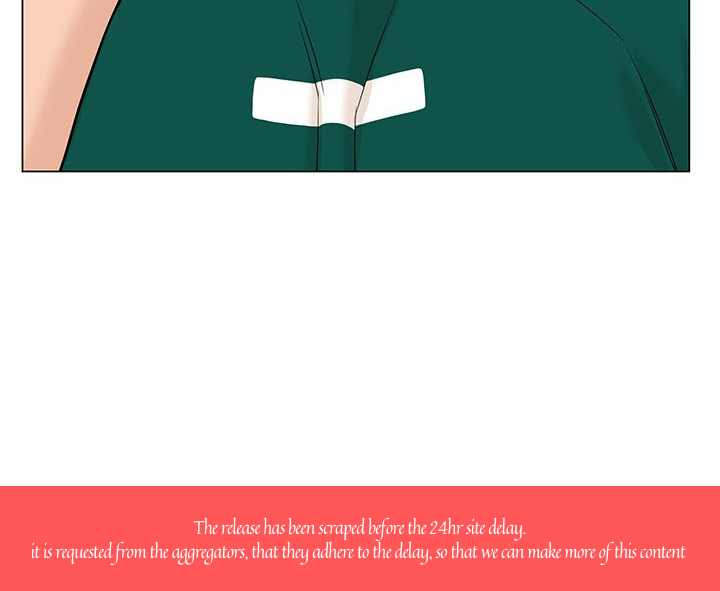 The release has been scraped before the 24hr site delay.
it is requested from the aggregators, that they adhere to the delay, so that we can make more of this content